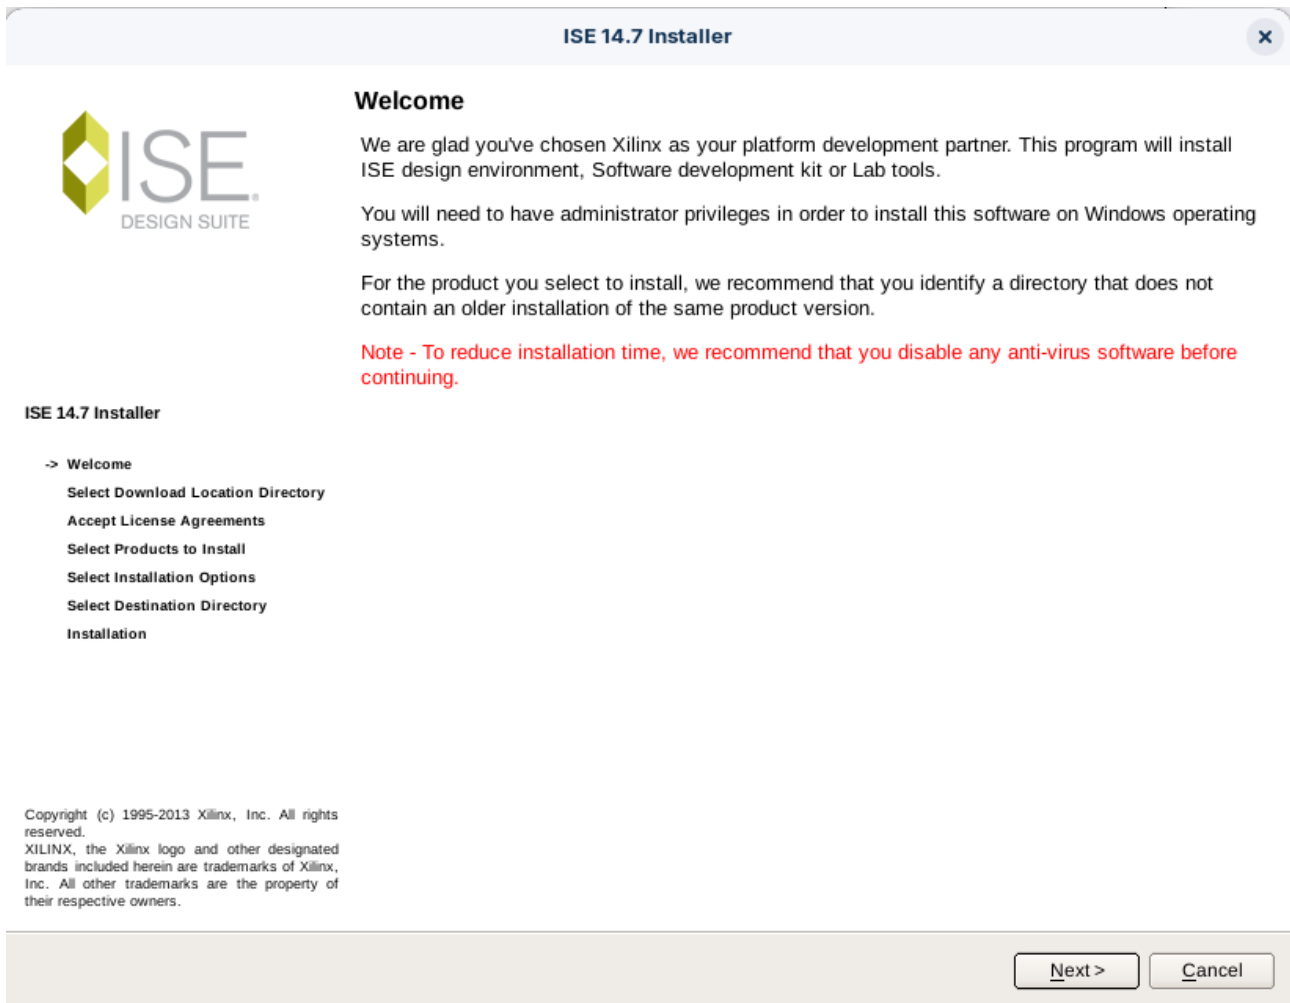 ISE 14.7 Installer
ISE®
DESIGN SUITE
Welcome
We are glad you've chosen Xilinx as your platform development partner. This program will install
ISE design environment, Software development kit or Lab tools.
You will need to have administrator privileges in order to install this software on Windows operating
systems.
For the product you select to install, we recommend that you identify a directory that does not
contain an older installation of the same product version.
Note - To reduce installation time, we recommend that you disable any anti-virus software before
continuing.
ISE 14.7 Installer
-> Welcome
Select Download Location Directory
Accept License Agreements
Select Products to Install
Select Installation Options
Select Destination Directory
Installation
Copyright (c) 1995-2013 Xilinx, Inc. All rights
reserved.
XILINX, the Xilinx logo and other designated
brands included herein are trademarks of Xilinx,
Inc. All other trademarks are the property of
their respective owners.
Next >
Cancel